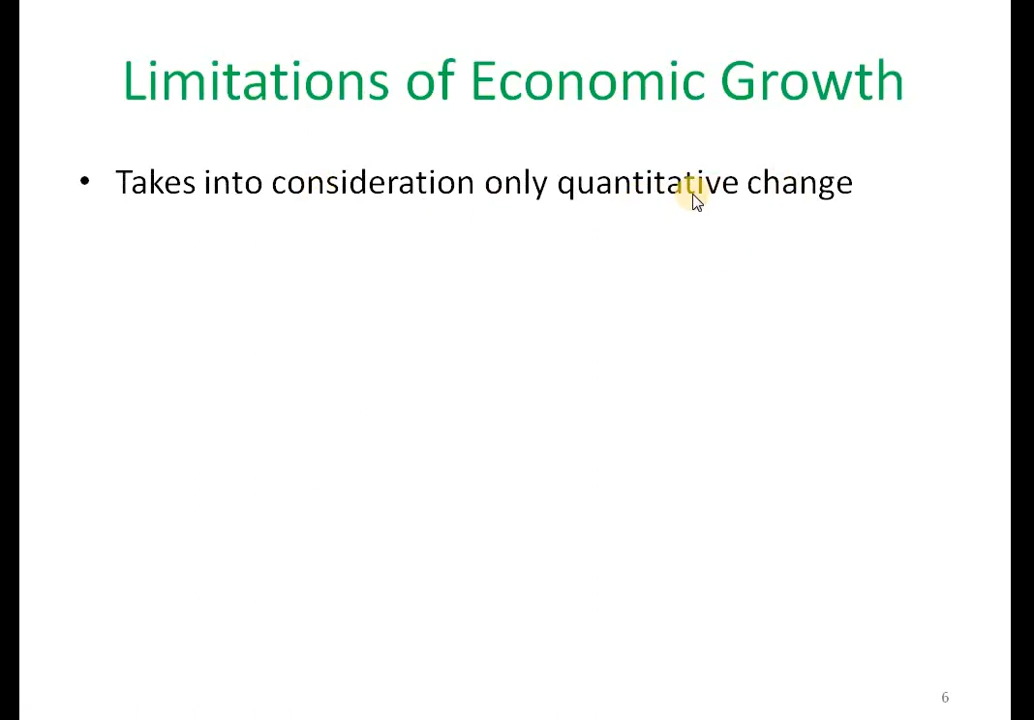 Limitations of Economic Growth
• Takes into consideration only quantitative change
6